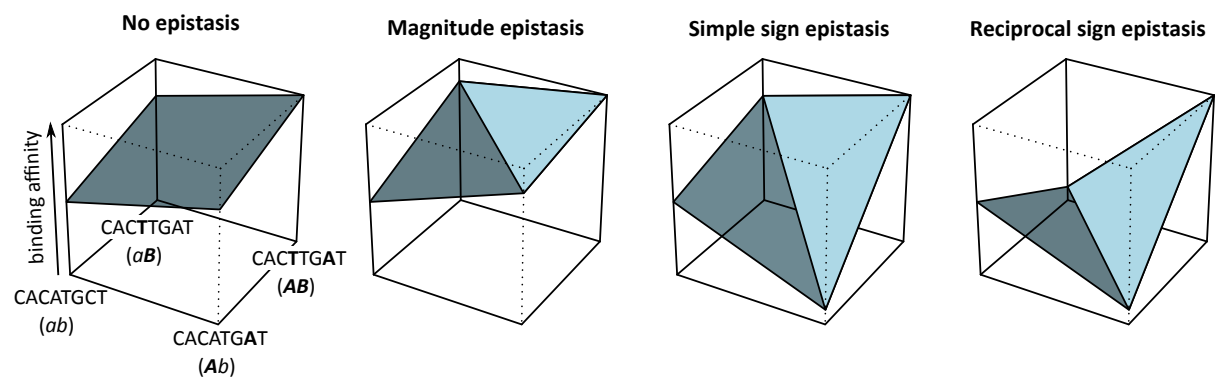 No epistasis
Magnitude epistasis
Simple sign epistasis
Reciprocal sign epistasis
binding affinity
CACTTGAT
(aB)
CACTTGAT
(AB)
CACATGCT
(ab)
CACATGAT
(Ab)